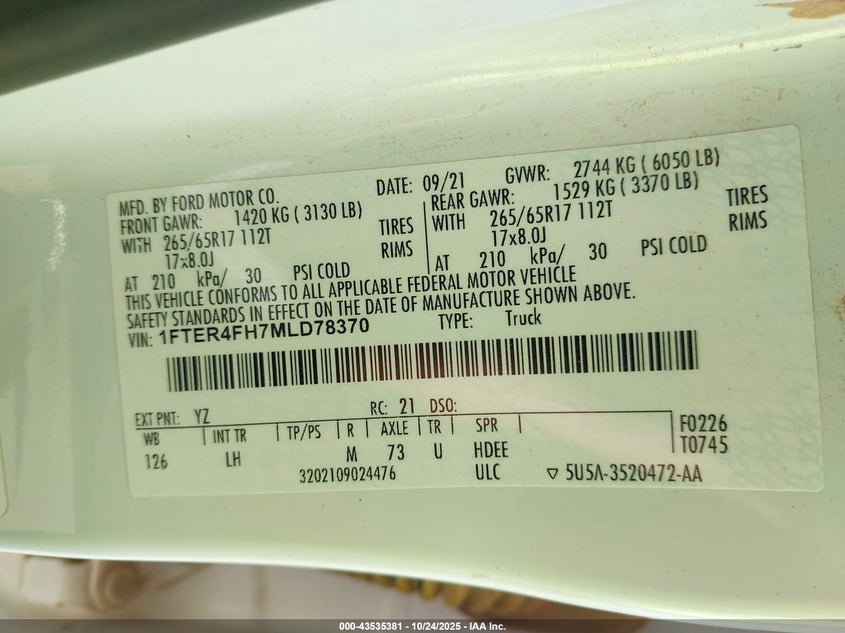 MFD. BY FORD MOTOR CO. DATE: 09/21 GVWR: 2744 KG ( 6050 LB)
FRONT GAWR: 1420 KG ( 3130 LB) REAR GAWR: 1529 KG ( 3370 LB)
WITH 265/65R17 112T TIRES WITH 265/65R17 112T TIRES
17x8.0J RIMS 17x8.0J RIMS
AT 210 kPa/ 30 PSI COLD AT 210 kPa/ 30 PSI COLD
THIS VEHICLE CONFORMS TO ALL APPLICABLE FEDERAL MOTOR VEHICLE
SAFETY STANDARDS IN EFFECT ON THE DATE OF MANUFACTURE SHOWN ABOVE.
VIN: 1FTER4FH7MLD78370 TYPE: Truck
EXT PNT: YZ RC: 21 DSO:
WB INT TR TP/PS R AXLE TR SPR F0226
126 LH M 73 U HDEE T0745
3202109024476 ULC ▽ 5U5A-3520472-AA
000-43535381 - 10/24/2025 - IAA Inc.